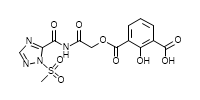 O O O
N O
N H
N N OH
O S O OH O